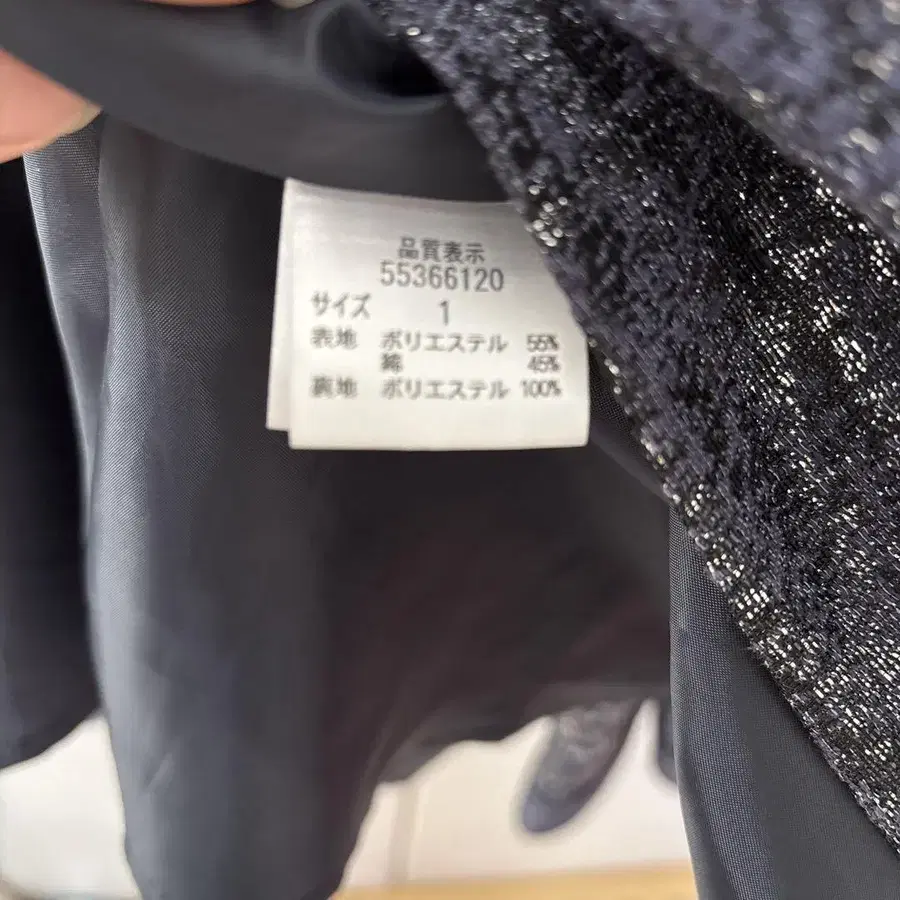 品質表示
55366120
サイズ 1
表地 ポリエステル 55%
綿 45%
裏地 ポリエステル 100%